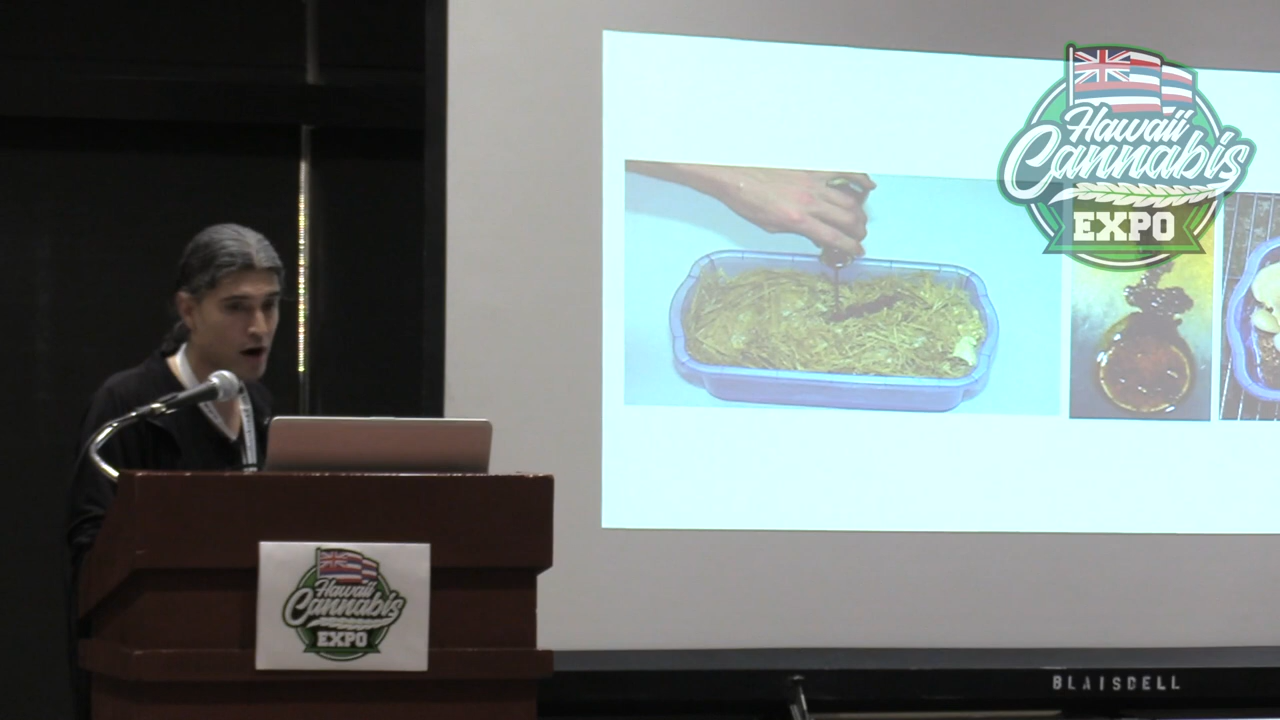 Hawaii
Cannabis
EXPO
Hawaii
Cannabis
EXPO
BLAISDELL